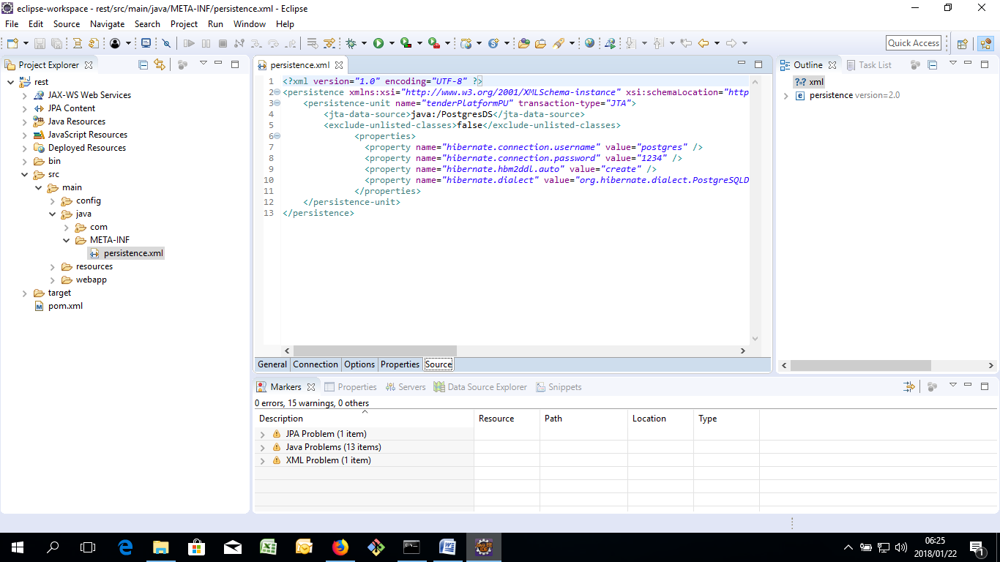 eclipse-workspace - rest/src/main/java/META-INF/persistence.xml - Eclipse
File Edit Source Navigate Search Project Run Window Help
Quick Access
Project Explorer
rest
JAX-WS Web Services
JPA Content
Java Resources
JavaScript Resources
Deployed Resources
bin
src
main
config
java
com
META-INF
persistence.xml
resources
webapp
target
pom.xml
persistence.xml
1 <?xml version="1.0" encoding="UTF-8" ?>
2 <persistence xmlns:xsi="http://www.w3.org/2001/XMLSchema-instance" xsi:schemaLocation="http
3 <persistence-unit name="tenderPlatformPU" transaction-type="JTA">
4 <jta-data-source>java:/PostgresDS</jta-data-source>
5 <exclude-unlisted-classes>false</exclude-unlisted-classes>
6 <properties>
7 <property name="hibernate.connection.username" value="postgres" />
8 <property name="hibernate.connection.password" value="1234" />
9 <property name="hibernate.hbm2ddl.auto" value="create" />
10 <property name="hibernate.dialect" value="org.hibernate.dialect.PostgreSQLD
11 </properties>
12 </persistence-unit>
13 </persistence>
General Connection Options Properties Source
Outline Task List
?-? xml
e persistence version=2.0
Markers Properties Servers Data Source Explorer Snippets
0 errors, 15 warnings, 0 others
Description Resource Path Location Type
JPA Problem (1 item)
Java Problems (13 items)
XML Problem (1 item)
06:25
2018/01/22
1